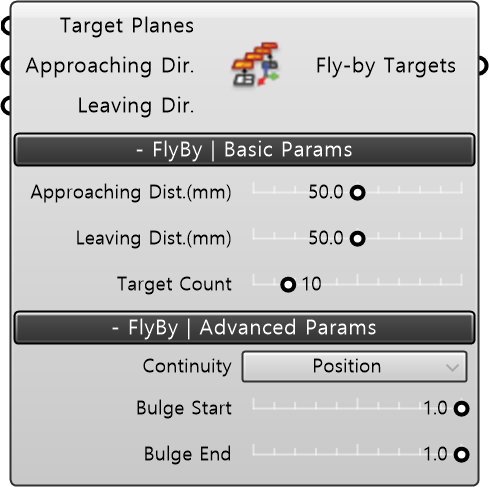 Target Planes
Approaching Dir.
Fly-by Targets
Leaving Dir.
- FlyBy | Basic Params
Approaching Dist.(mm) 50.0
Leaving Dist.(mm) 50.0
Target Count 10
- FlyBy | Advanced Params
Continuity Position
Bulge Start 1.0
Bulge End 1.0